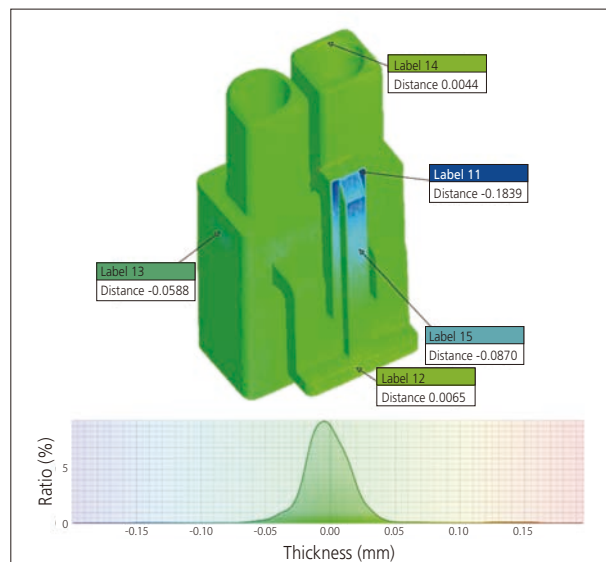 Label 14
Distance 0.0044
Label 11
Distance -0.1839
Label 13
Distance -0.0588
Label 15
Distance -0.0870
Label 12
Distance 0.0065
Ratio (%)
5
0
-0.15
-0.10
-0.05
0.00
0.05
0.10
0.15
Thickness (mm)